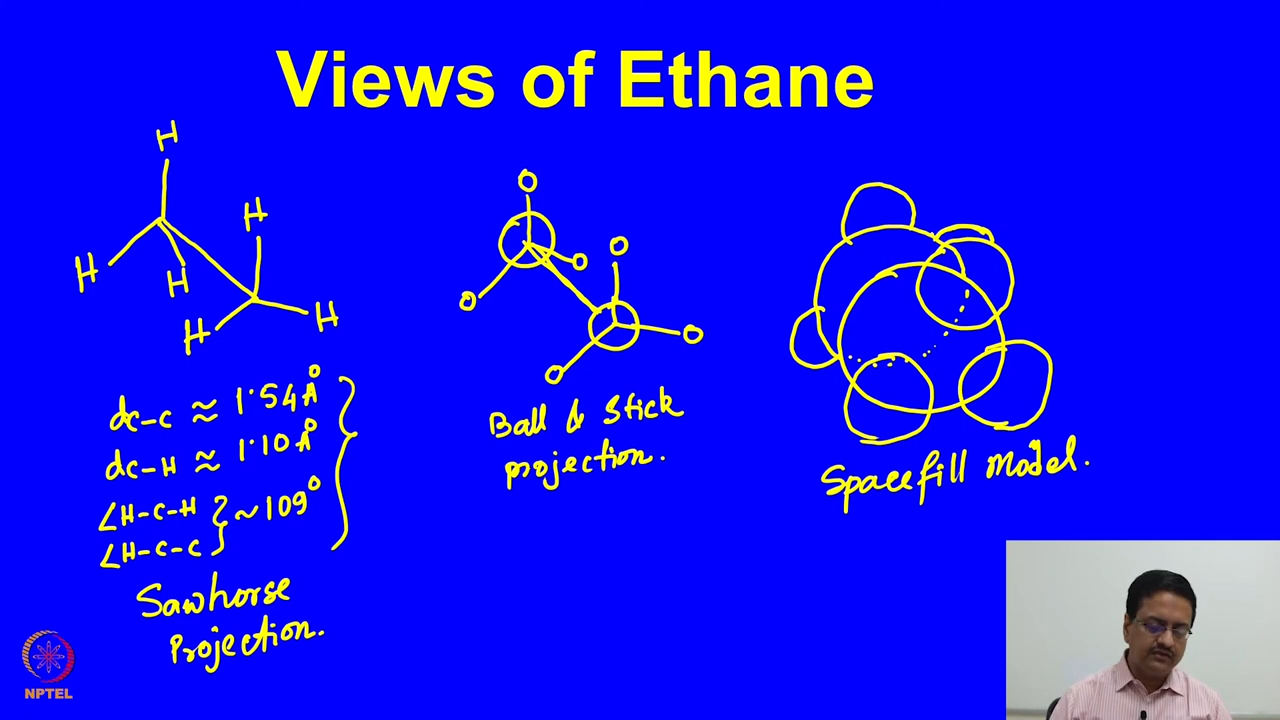 Views of Ethane
H
H
H
H
H
H
dC-C ≈ 1.54 Å
dC-H ≈ 1.10 Å
∠H-C-H } ~109°
∠H-C-C
Sawhorse
Projection.
Ball & Stick
projection.
Spacefill Model.
NPTEL